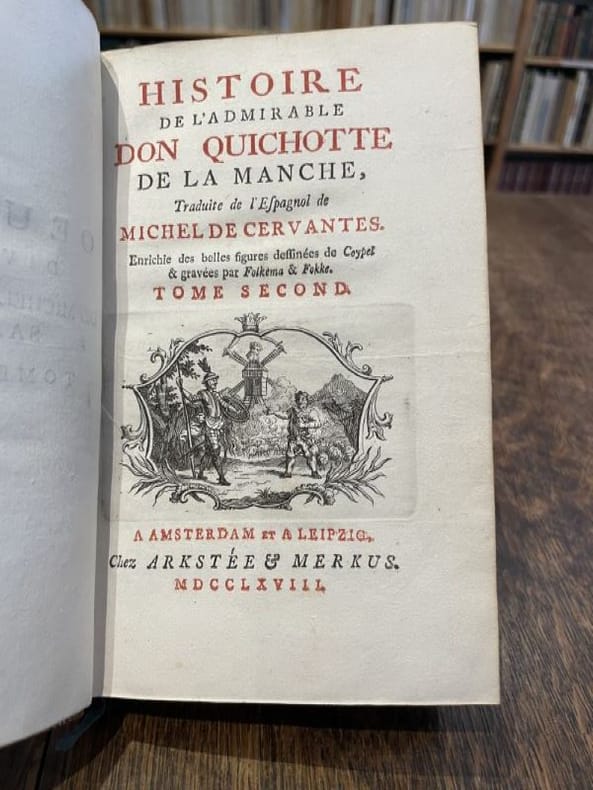 HISTOIRE
DE L'ADMIRABLE
DON QUICHOTTE
DE LA MANCHE,
Traduite de l'Eſpagnol de
MICHEL DE CERVANTES.
Enrichie des belles figures deſſinées de Coypel
& gravées par Folkema & Fokke.
TOME SECOND.
A AMSTERDAM ET A LEIPZIG,
Chez ARKSTÉE & MERKUS.
MDCCLXVIII.